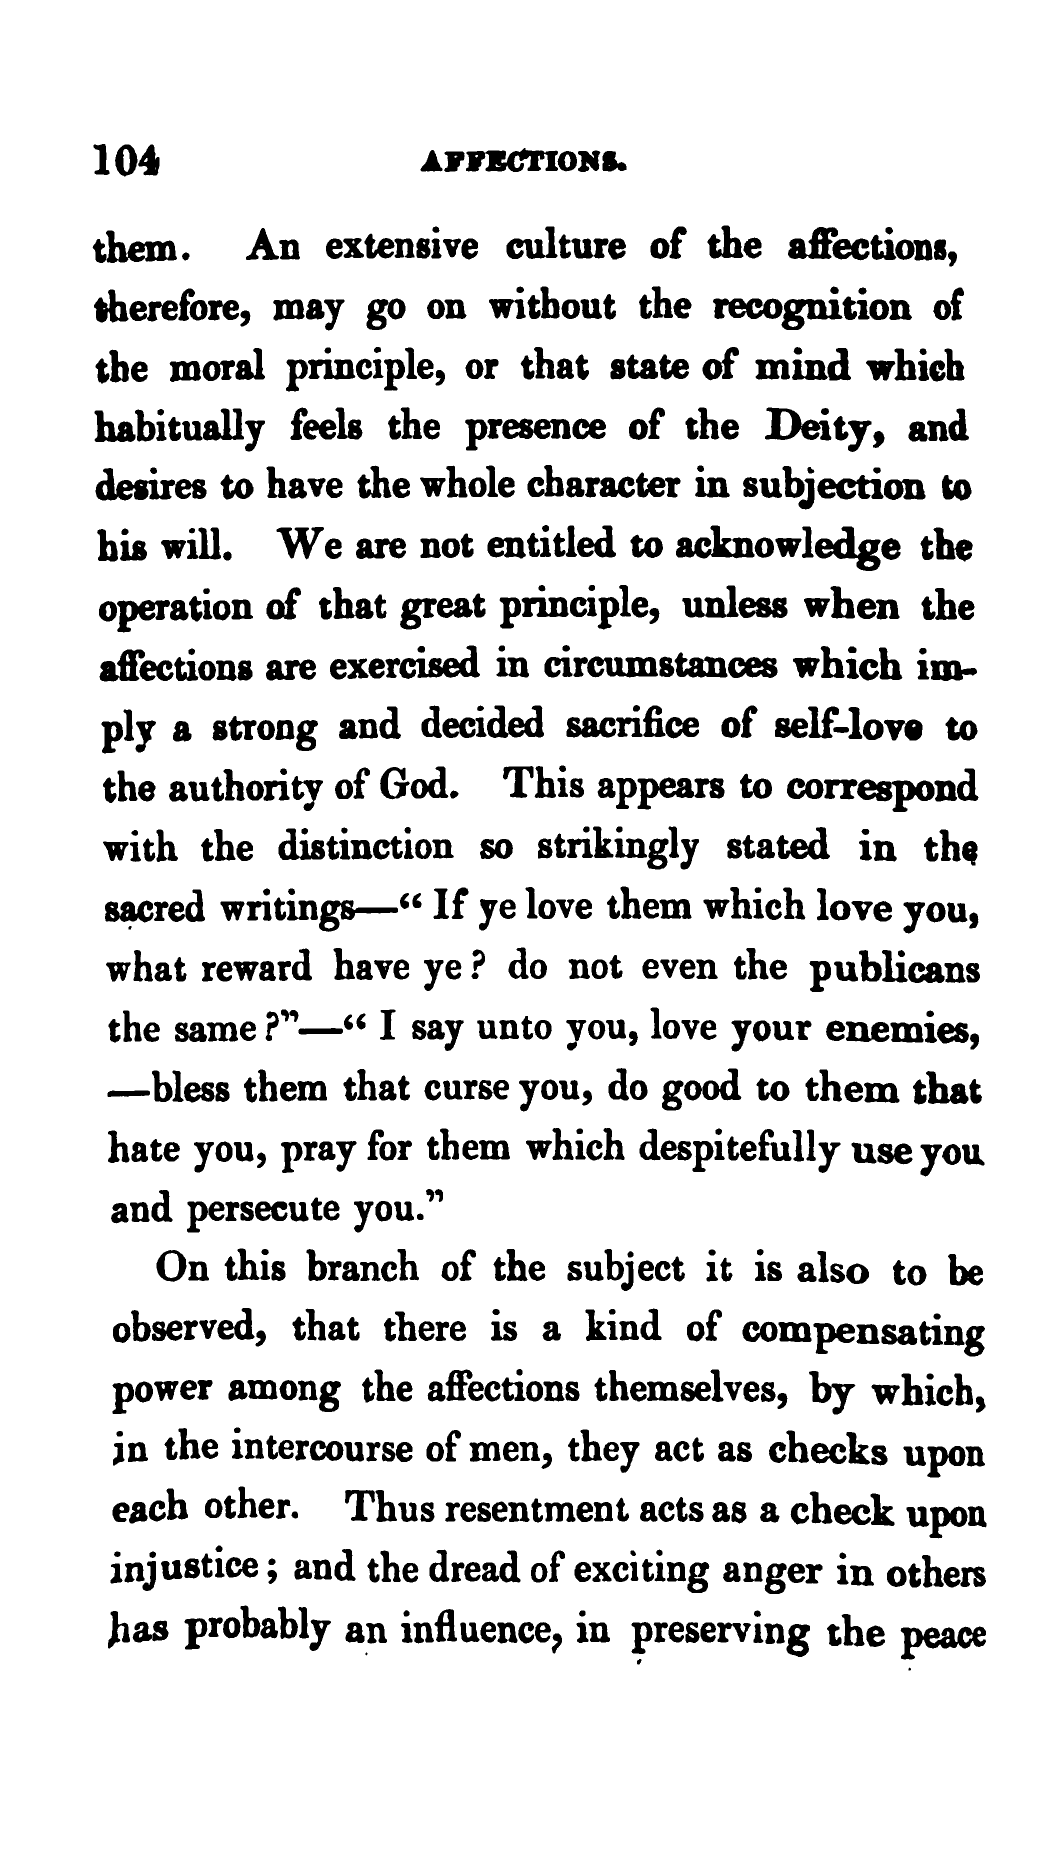 104 AFFECTIONS.
them. An extensive culture of the affections,
therefore, may go on without the recognition of
the moral principle, or that state of mind which
habitually feels the presence of the Deity, and
desires to have the whole character in subjection to
his will. We are not entitled to acknowledge the
operation of that great principle, unless when the
affections are exercised in circumstances which im-
ply a strong and decided sacrifice of self-love to
the authority of God. This appears to correspond
with the distinction so strikingly stated in the
sacred writings—“ If ye love them which love you,
what reward have ye? do not even the publicans
the same?”—“ I say unto you, love your enemies,
—bless them that curse you, do good to them that
hate you, pray for them which despitefully use you
and persecute you.”
On this branch of the subject it is also to be
observed, that there is a kind of compensating
power among the affections themselves, by which,
in the intercourse of men, they act as checks upon
each other. Thus resentment acts as a check upon
injustice; and the dread of exciting anger in others
has probably an influence, in preserving the peace